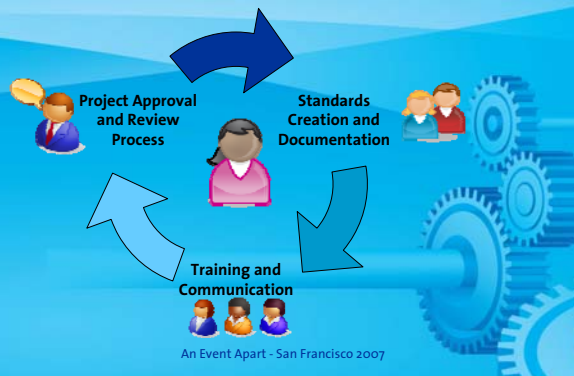 Project Approval
and Review
Process
Standards
Creation and
Documentation
Training and
Communication
An Event Apart - San Francisco 2007